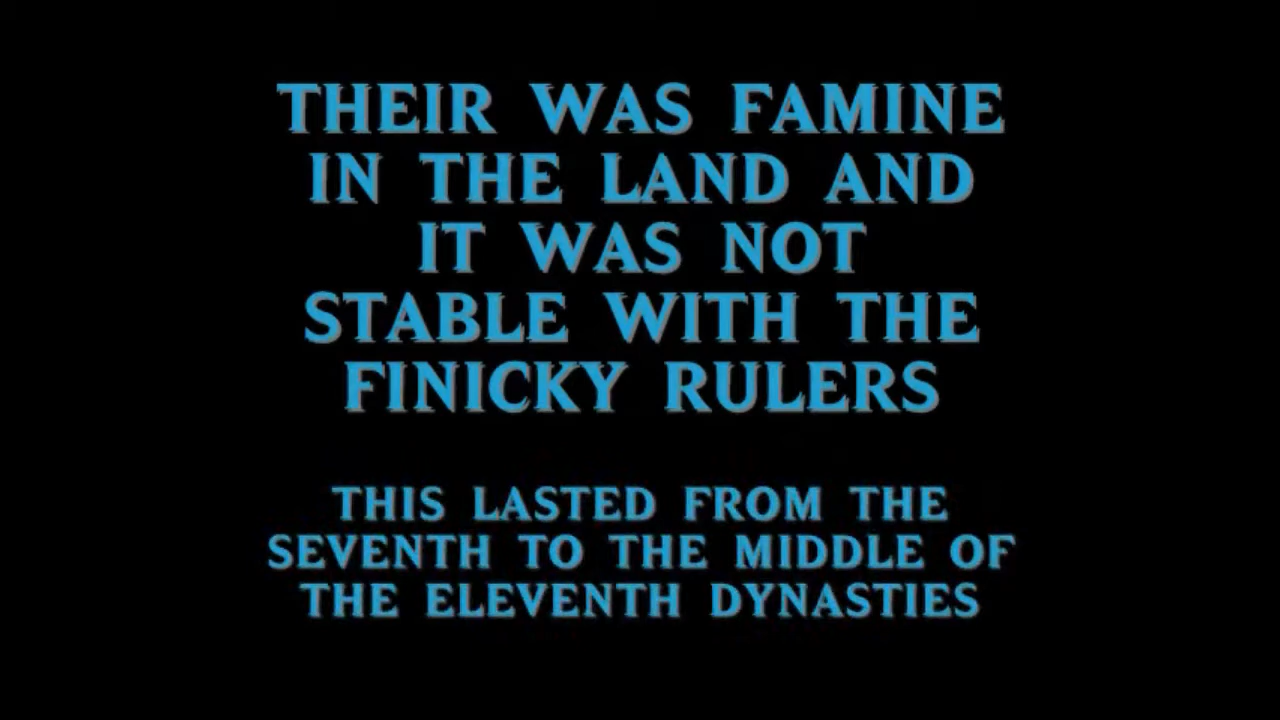 THEIR WAS FAMINE
IN THE LAND AND
IT WAS NOT
STABLE WITH THE
FINICKY RULERS
THIS LASTED FROM THE
SEVENTH TO THE MIDDLE OF
THE ELEVENTH DYNASTIES